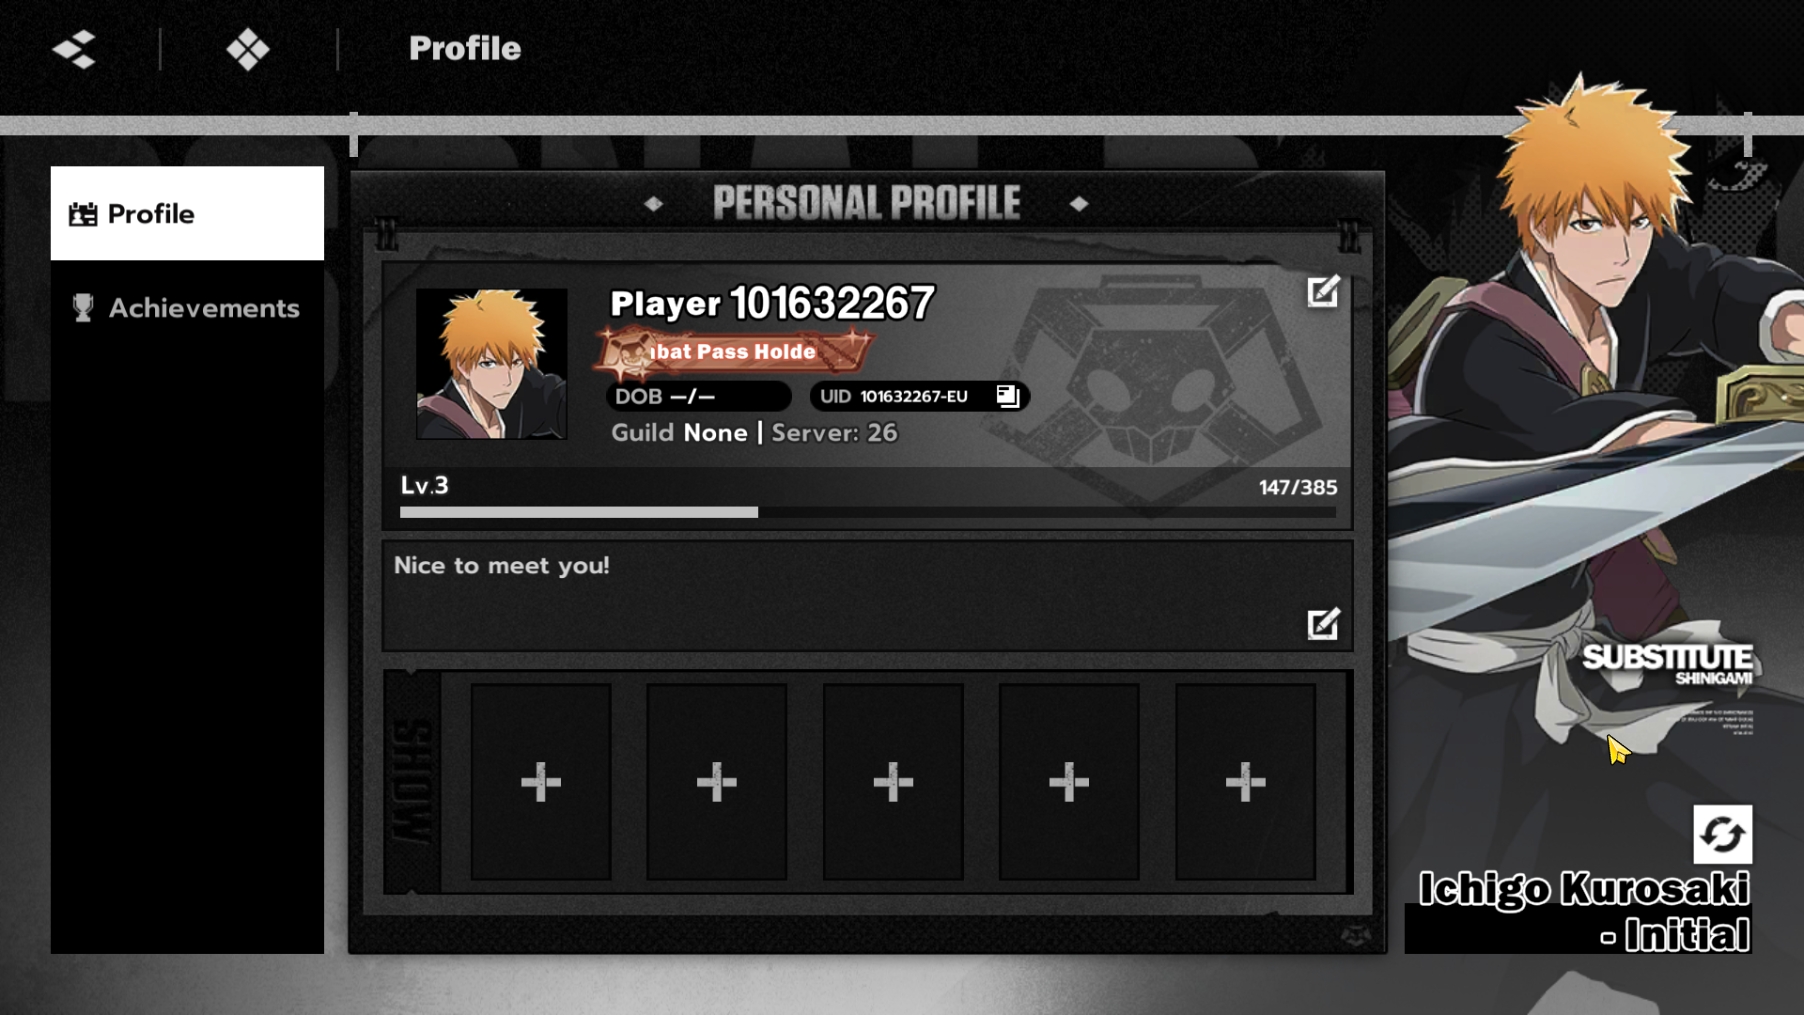 Profile
Profile
Achievements
PERSONAL PROFILE
Player 101632267
bat Pass Holde
DOB —/—
UID 101632267-EU
Guild None | Server: 26
Lv.3
147/385
Nice to meet you!
SHOW
SUBSTITUTE
SHINIGAMI
Ichigo Kurosaki
- Initial